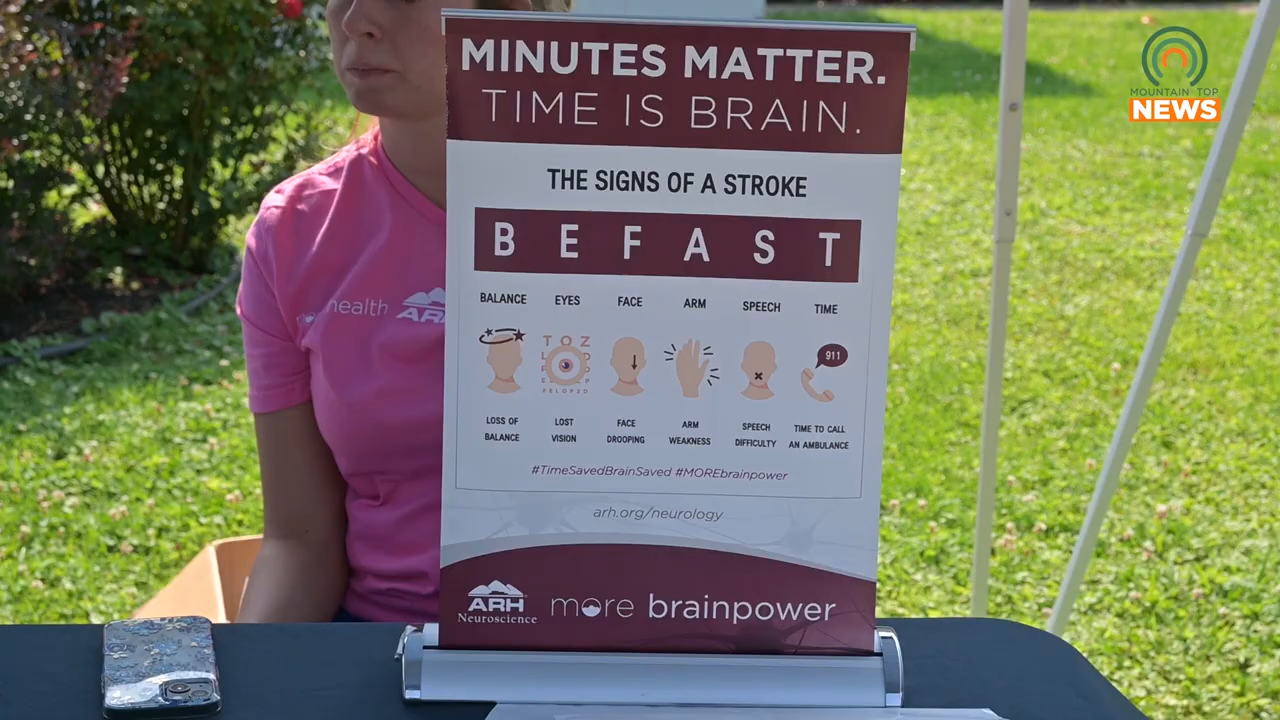 MINUTES MATTER.
TIME IS BRAIN.
MOUNTAIN TOP
NEWS
THE SIGNS OF A STROKE
B E F A S T
BALANCE EYES FACE ARM SPEECH TIME
T O Z
911
LOSS OF BALANCE
LOST VISION
FACE DROOPING
ARM WEAKNESS
SPEECH DIFFICULTY
TIME TO CALL AN AMBULANCE
#TimeSavedBrainSaved #MOREbrainpower
arh.org/neurology
ARH
Neuroscience
more brainpower
health